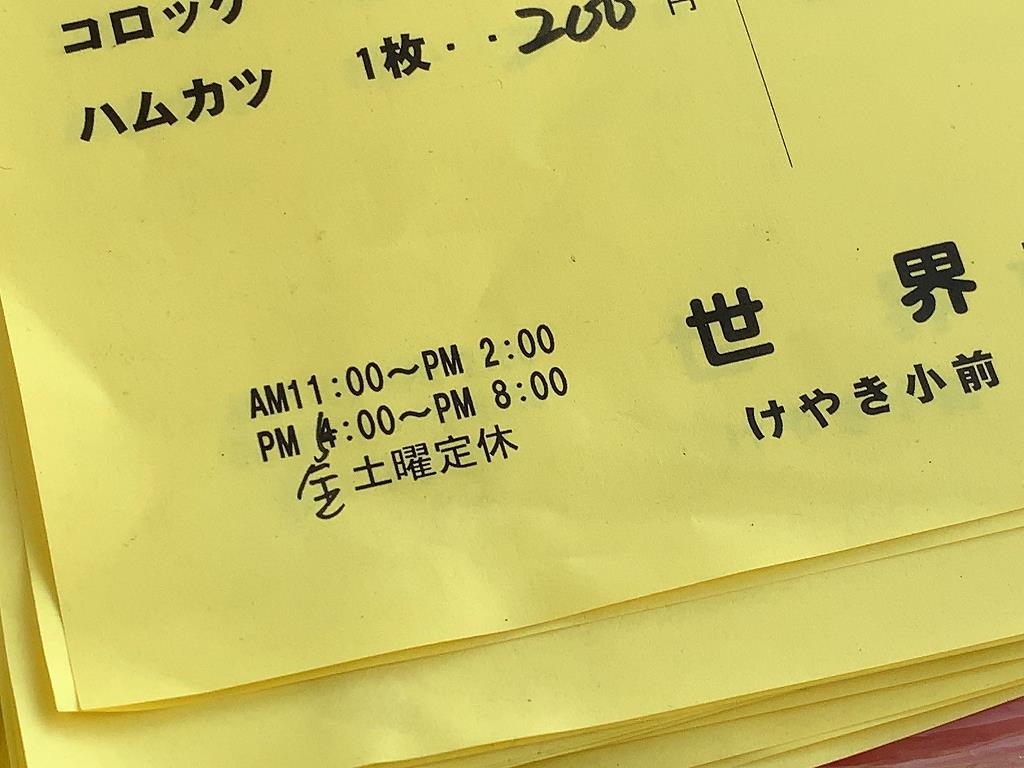 コロッケ
ハムカツ 1枚・・200円
世界
けやき小前
AM11:00～PM 2:00
PM :00～PM 8:00
金土曜定休